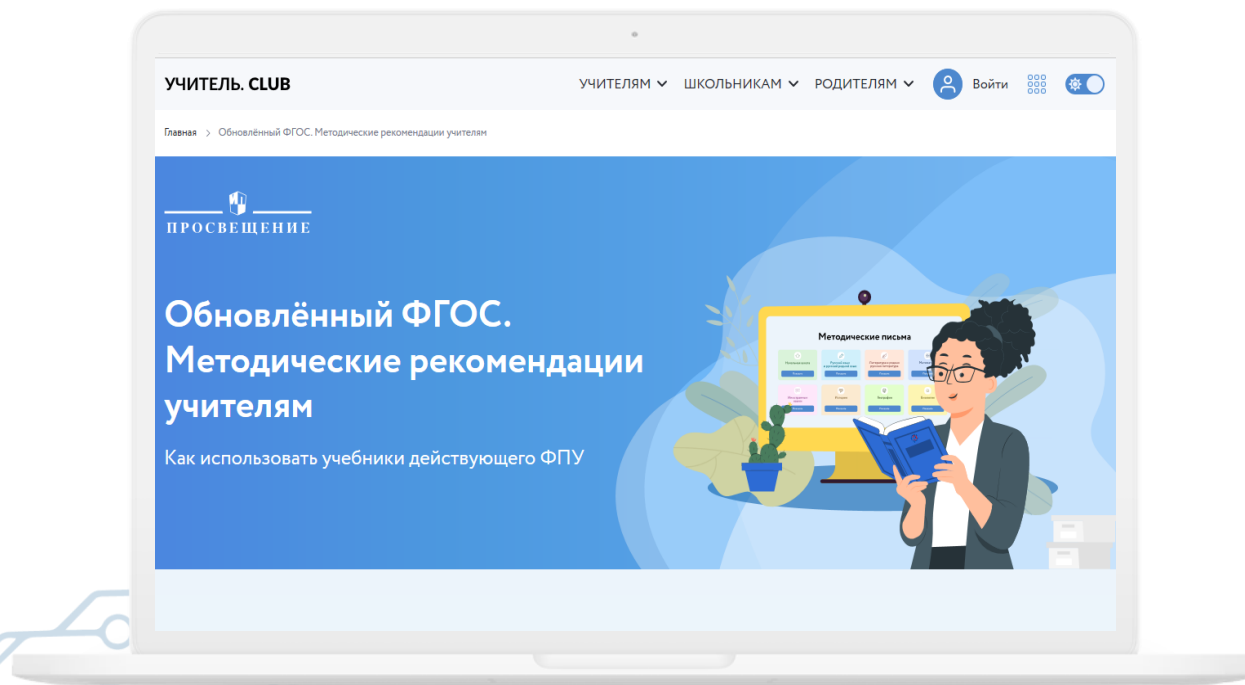 УЧИТЕЛЬ. CLUB
УЧИТЕЛЯМ
ШКОЛЬНИКАМ
РОДИТЕЛЯМ
Войти
Главная > Обновлённый ФГОС. Методические рекомендации учителям
ПРОСВЕЩЕНИЕ
Обновлённый ФГОС.
Методические рекомендации
учителям
Как использовать учебники действующего ФПУ
Методические письма